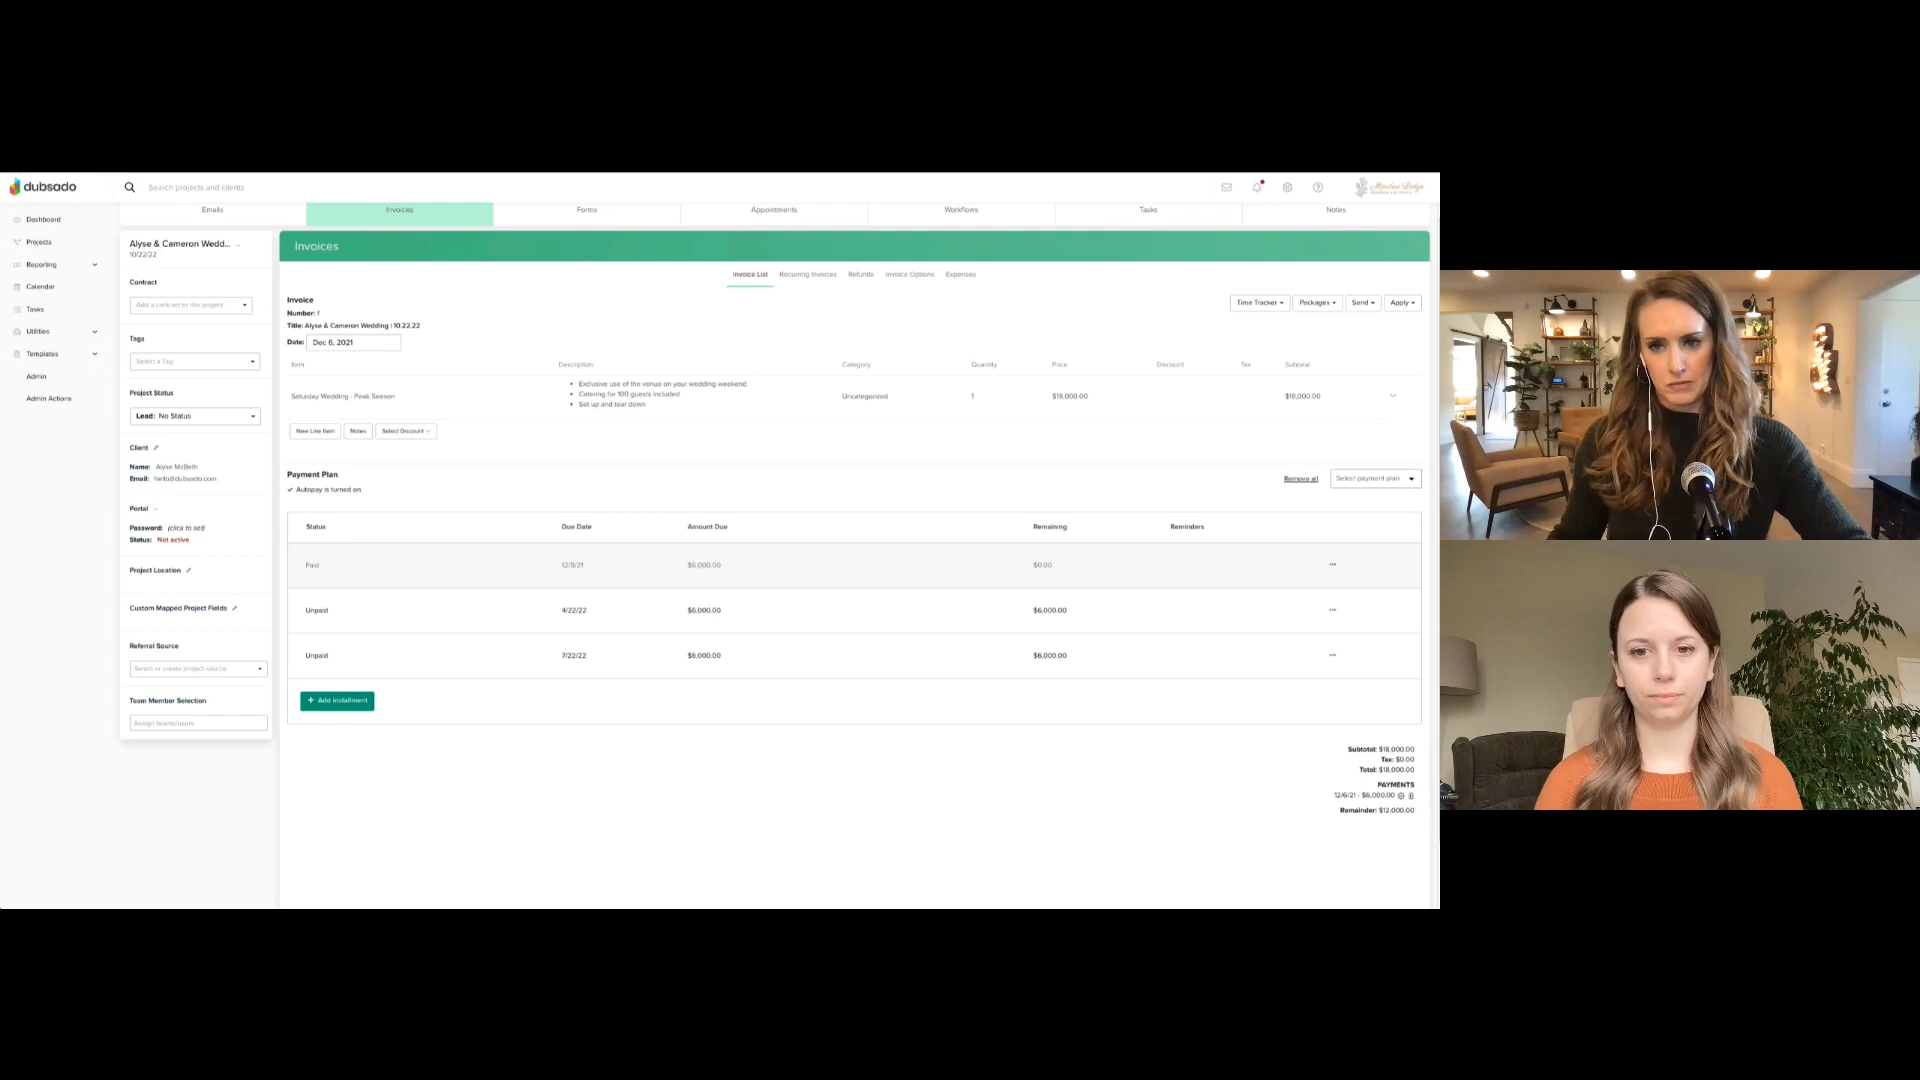 dubsado
Search projects and clients
Meadow Lodge
Emails
Invoices
Forms
Appointments
Workflows
Tasks
Notes
Dashboard
Projects
Reporting
Calendar
Tasks
Utilities
Templates
Admin
Admin Actions
Alyse & Cameron Wedd...
10/22/22
Contract
Add a contract to this project
Tags
Select a Tag
Project Status
Lead: No Status
Client
Name: Alyse McBeth
Email: hello@dubsado.com
Portal
Password: (click to set)
Status: Not active
Project Location
Custom Mapped Project Fields
Referral Source
Select or create project source
Team Member Selection
Assign teams/users
Invoices
Invoice List Recurring Invoices Refunds Invoice Options Expenses
Invoice
Number: 1
Title: Alyse & Cameron Wedding | 10.22.22
Date: Dec 6, 2021
Time Tracker Packages Send Apply
Item Description Category Quantity Price Discount Tax Subtotal
Saturday Wedding - Peak Season
• Exclusive use of the venue on your wedding weekend
• Catering for 100 guests included
• Set up and tear down
Uncategorized 1 $18,000.00 $18,000.00
New Line Item Notes Select Discount
Payment Plan
✓ Autopay is turned on
Remove all Select payment plan
Status Due Date Amount Due Remaining Reminders
Paid 12/8/21 $6,000.00 $0.00 •••
Unpaid 4/22/22 $6,000.00 $6,000.00 •••
Unpaid 7/22/22 $6,000.00 $6,000.00 •••
+ Add installment
Subtotal: $18,000.00
Tax: $0.00
Total: $18,000.00
PAYMENTS
12/6/21 - $6,000.00
Remainder: $12,000.00